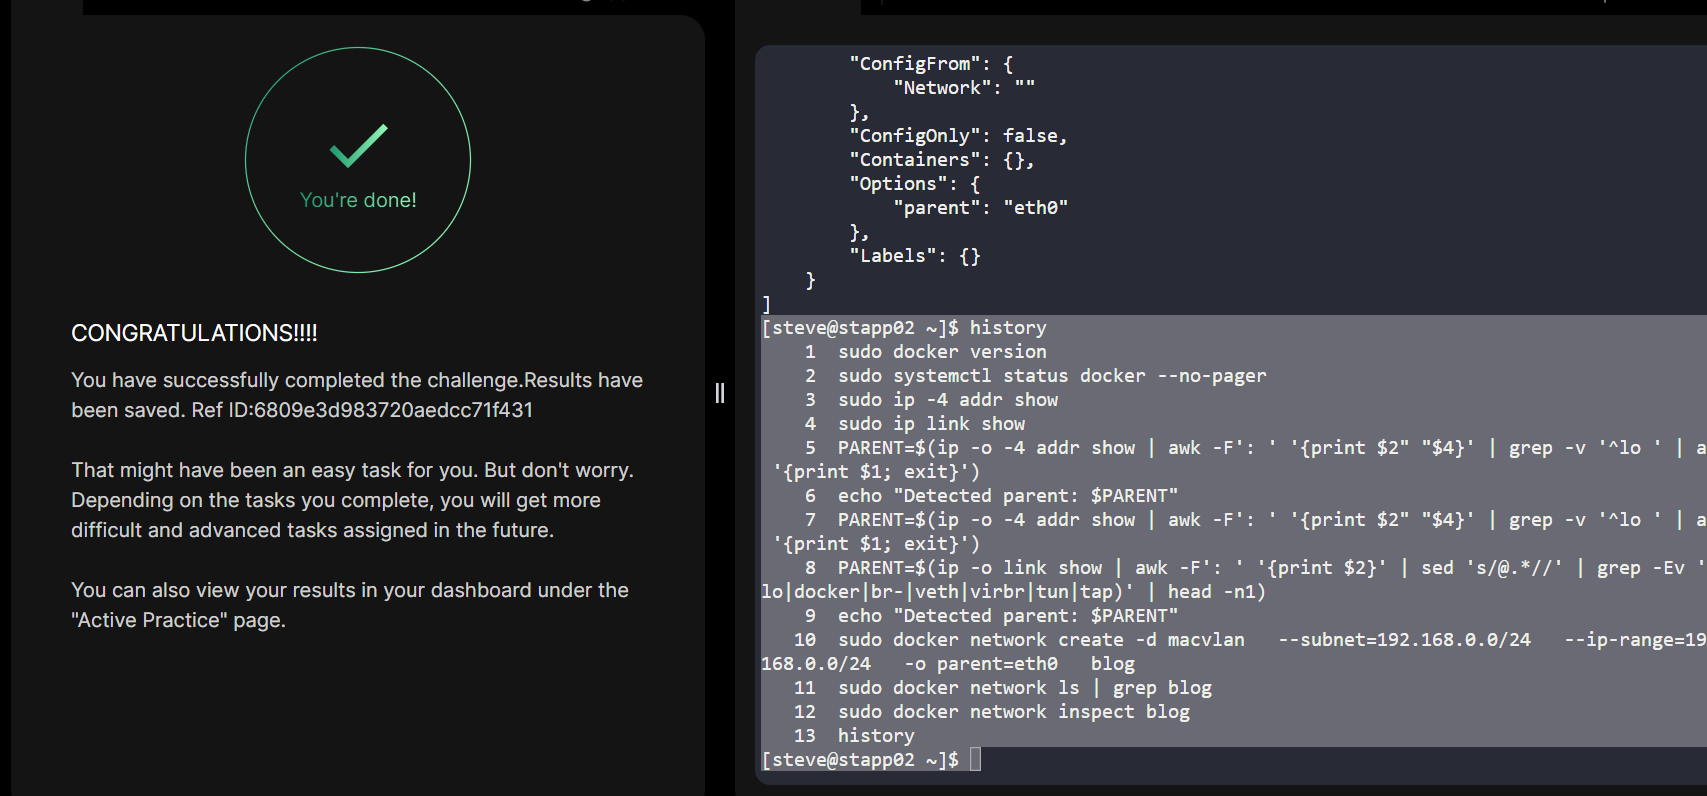 You're done!
CONGRATULATIONS!!!!
You have successfully completed the challenge.Results have
been saved. Ref ID:6809e3d983720aedcc71f431
That might have been an easy task for you. But don't worry.
Depending on the tasks you complete, you will get more
difficult and advanced tasks assigned in the future.
You can also view your results in your dashboard under the
"Active Practice" page.
        "ConfigFrom": {
            "Network": ""
        },
        "ConfigOnly": false,
        "Containers": {},
        "Options": {
            "parent": "eth0"
        },
        "Labels": {}
    }
]
[steve@stapp02 ~]$ history
    1  sudo docker version
    2  sudo systemctl status docker --no-pager
    3  sudo ip -4 addr show
    4  sudo ip link show
    5  PARENT=$(ip -o -4 addr show | awk -F': ' '{print $2" "$4}' | grep -v '^lo ' | a
 '{print $1; exit}')
    6  echo "Detected parent: $PARENT"
    7  PARENT=$(ip -o -4 addr show | awk -F': ' '{print $2" "$4}' | grep -v '^lo ' | a
 '{print $1; exit}')
    8  PARENT=$(ip -o link show | awk -F': ' '{print $2}' | sed 's/@.*//' | grep -Ev '
lo|docker|br-|veth|virbr|tun|tap)' | head -n1)
    9  echo "Detected parent: $PARENT"
   10  sudo docker network create -d macvlan   --subnet=192.168.0.0/24   --ip-range=19
168.0.0/24   -o parent=eth0   blog
   11  sudo docker network ls | grep blog
   12  sudo docker network inspect blog
   13  history
[steve@stapp02 ~]$